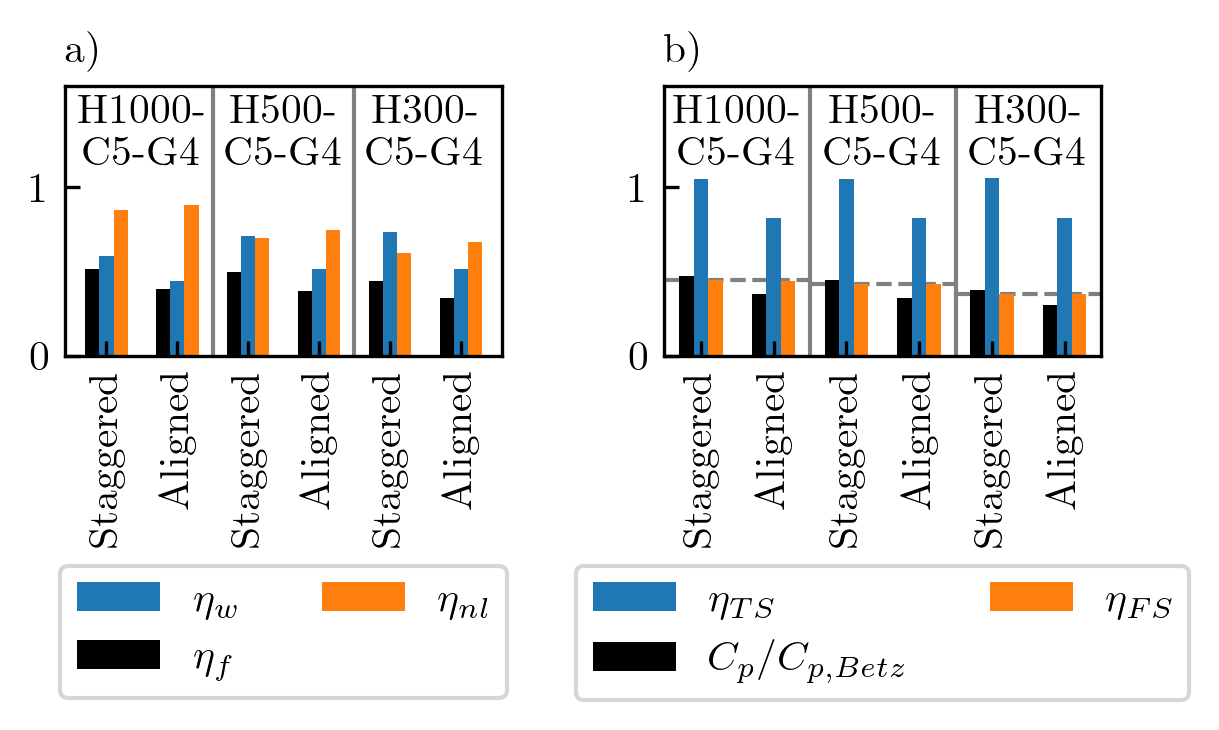 a)
H1000-
C5-G4
H500-
C5-G4
H300-
C5-G4
1
0
Staggered
Aligned
Staggered
Aligned
Staggered
Aligned
η_w
η_nl
η_f
b)
H1000-
C5-G4
H500-
C5-G4
H300-
C5-G4
1
0
Staggered
Aligned
Staggered
Aligned
Staggered
Aligned
η_TS
η_FS
C_p/C_p,Betz